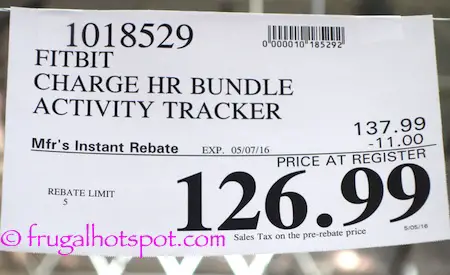 1018529
0000010 185292
FITBIT
CHARGE HR BUNDLE
ACTIVITY TRACKER
137.99
Mfr's Instant Rebate EXP. 05/07/16 -11.00
PRICE AT REGISTER
REBATE LIMIT
5
126.99
Sales Tax on the pre-rebate price 5/05/16
© frugalhotspot.com